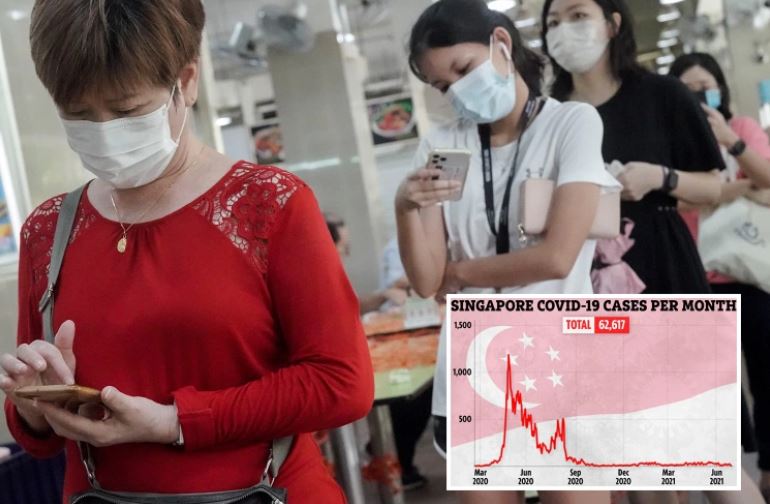 SINGAPORE COVID-19 CASES PER MONTH
TOTAL 62,617
1,500
1,000
500
Mar 2020 Jun 2020 Sep 2020 Dec 2020 Mar 2021 Jun 2021